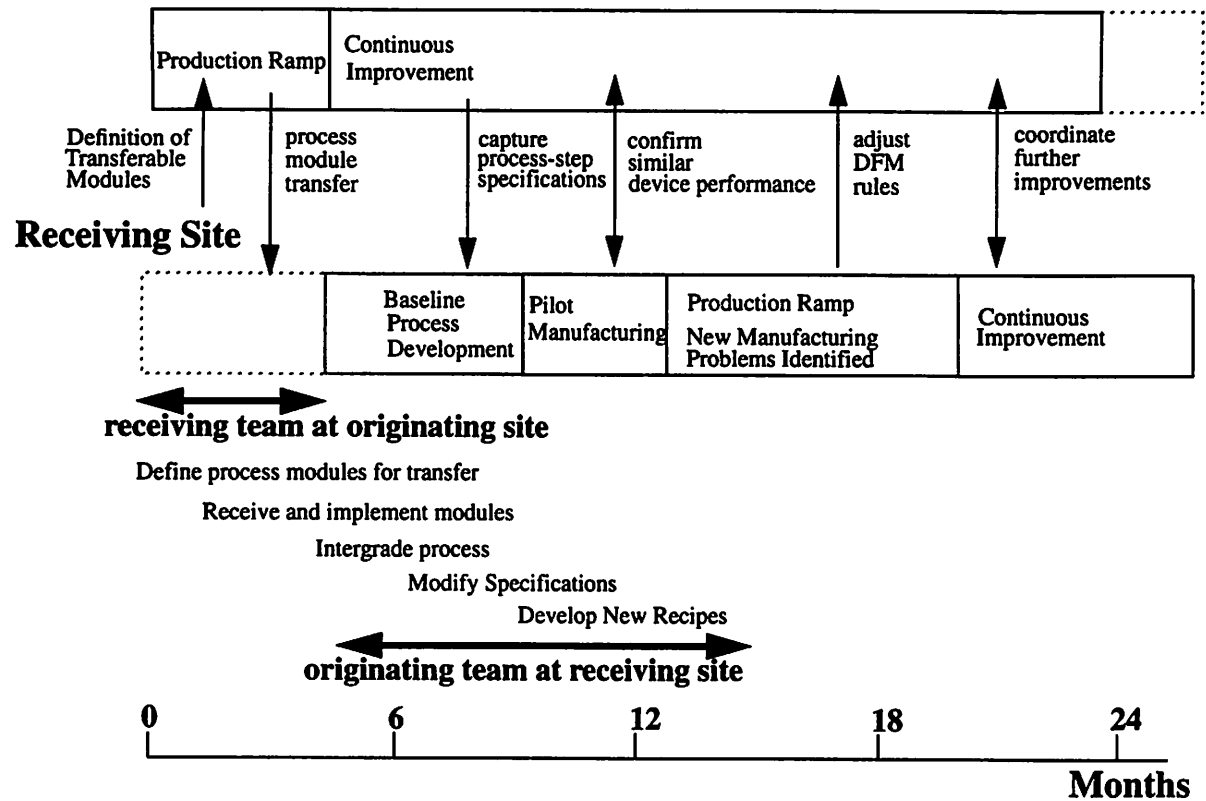 Production Ramp
Continuous
Improvement
Definition of
Transferable
Modules
process
module
transfer
capture
process-step
specifications
confirm
similar
device performance
adjust
DFM
rules
coordinate
further
improvements
Receiving Site
Baseline
Process
Development
Pilot
Manufacturing
Production Ramp
New Manufacturing
Problems Identified
Continuous
Improvement
receiving team at originating site
Define process modules for transfer
Receive and implement modules
Intergrade process
Modify Specifications
Develop New Recipes
originating team at receiving site
0 6 12 18 24
Months